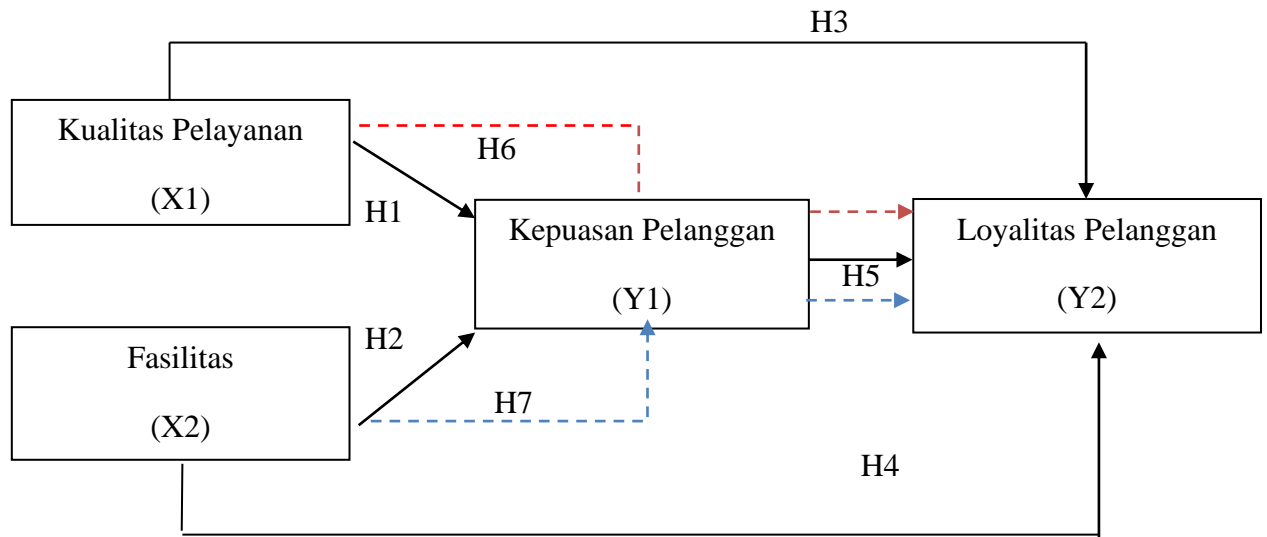 H3
Kualitas Pelayanan
(X1)
H6
H1
Kepuasan Pelanggan
(Y1)
Loyalitas Pelanggan
(Y2)
H5
H2
Fasilitas
(X2)
H7
H4